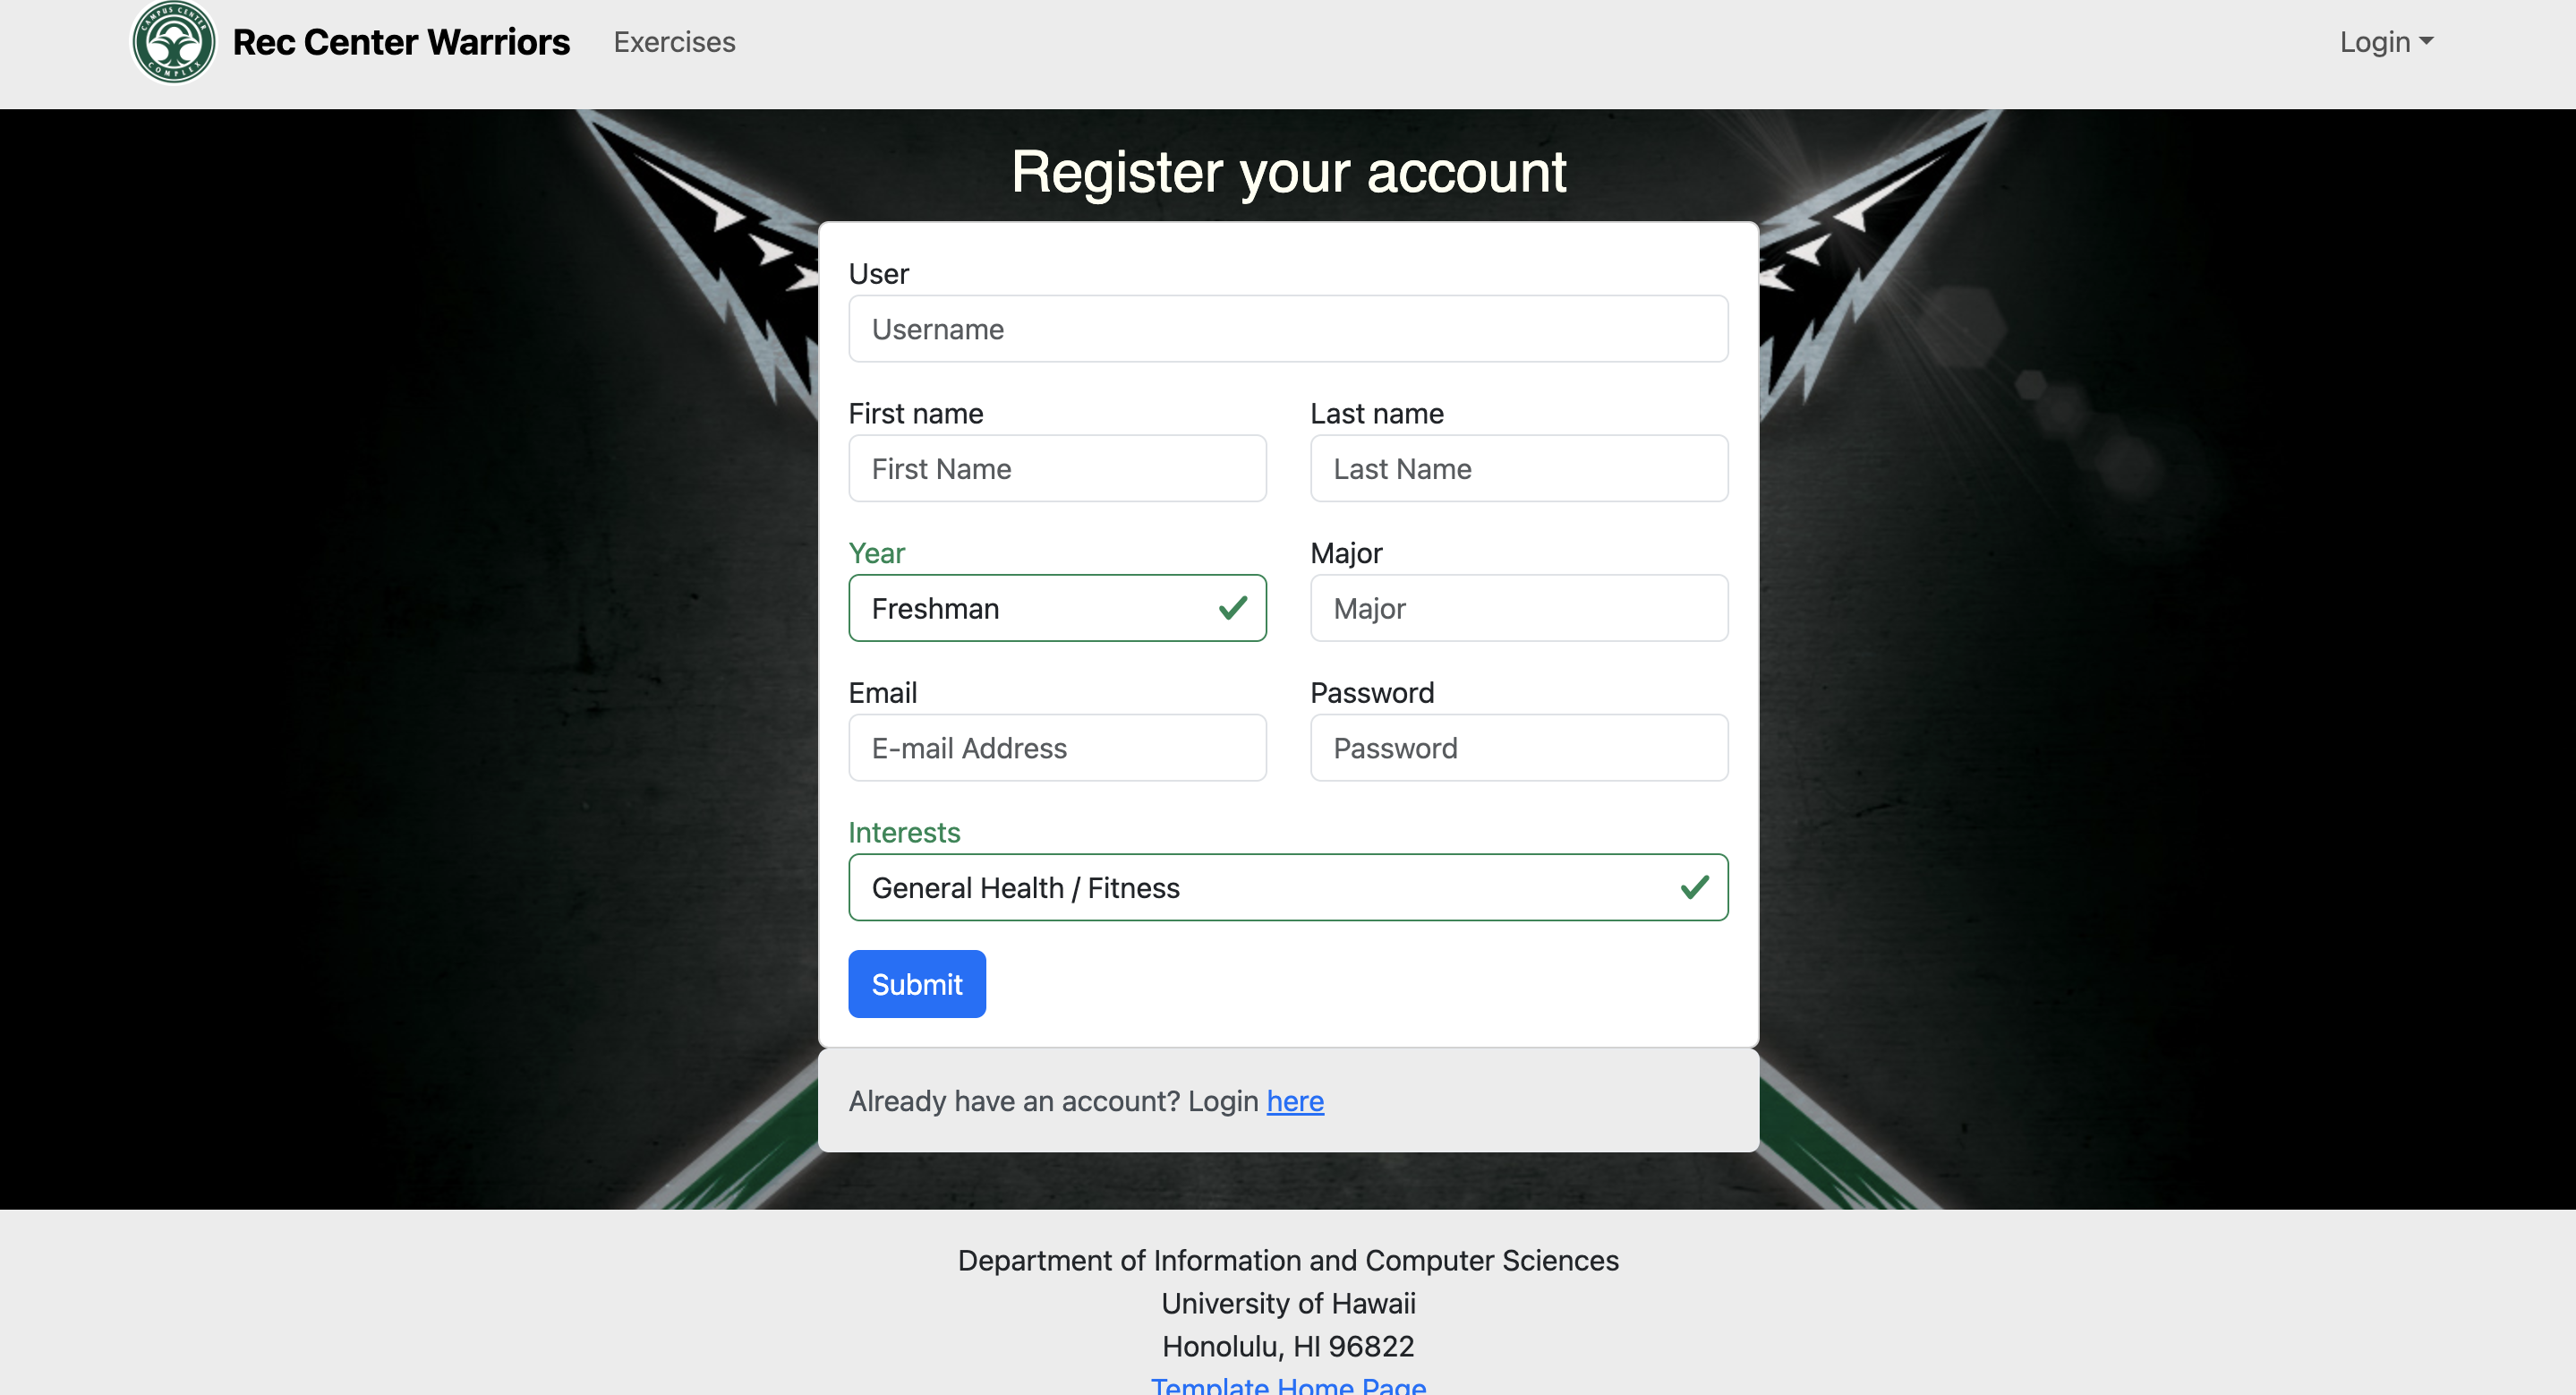 CAMPUS CENTER
COMPLEX
Rec Center Warriors
Exercises
Login
Register your account
User
Username
First name
Last name
First Name
Last Name
Year
Major
Freshman
Major
Email
Password
E-mail Address
Password
Interests
General Health / Fitness
Submit
Already have an account? Login here
Department of Information and Computer Sciences
University of Hawaii
Honolulu, HI 96822
Template Home Page